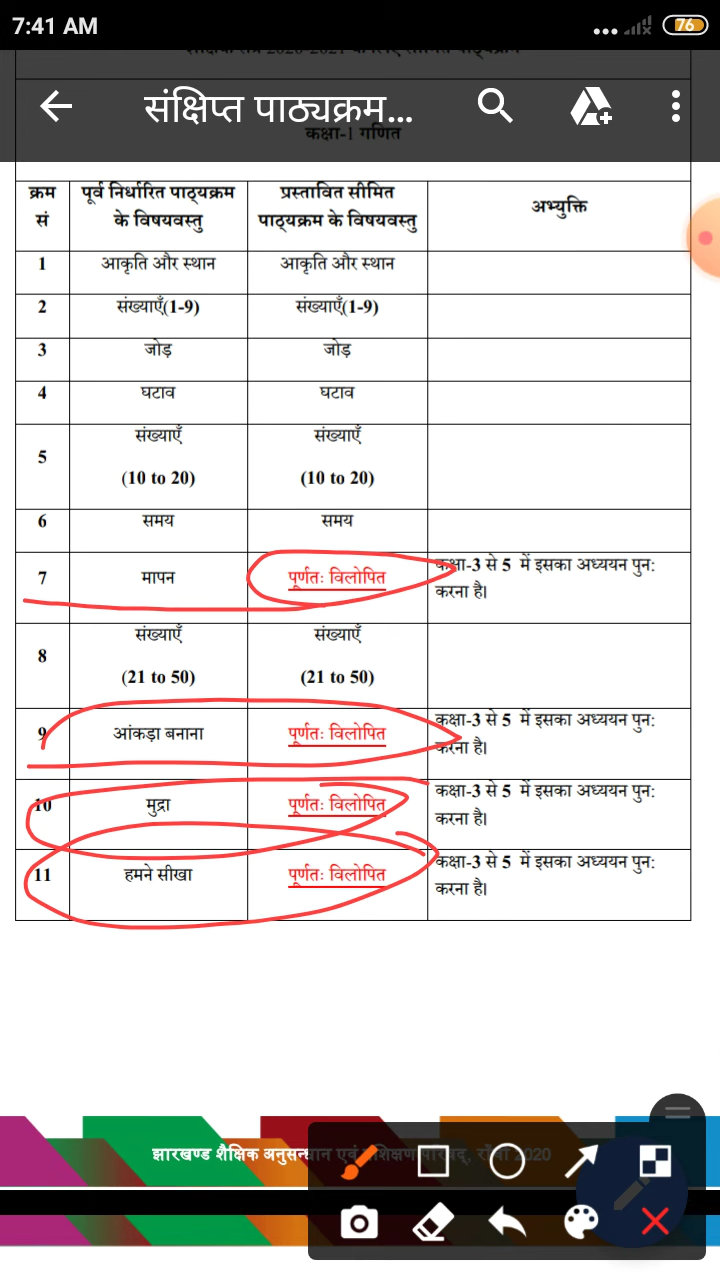 7:41 AM
76
शैक्षिक सत्र 2020-2021 के लिए सीमित पाठ्यक्रम
संक्षिप्त पाठ्यक्रम...
कक्षा-1 गणित
क्रम सं | पूर्व निर्धारित पाठ्यक्रम के विषयवस्तु | प्रस्तावित सीमित पाठ्यक्रम के विषयवस्तु | अभ्युक्ति
1 आकृति और स्थान आकृति और स्थान
2 संख्याएँ(1-9) संख्याएँ(1-9)
3 जोड़ जोड़
4 घटाव घटाव
5 संख्याएँ (10 to 20) संख्याएँ (10 to 20)
6 समय समय
7 मापन पूर्णतः विलोपित कक्षा-3 से 5 में इसका अध्ययन पुन: करना है।
8 संख्याएँ (21 to 50) संख्याएँ (21 to 50)
9 आंकड़ा बनाना पूर्णतः विलोपित कक्षा-3 से 5 में इसका अध्ययन पुन: करना है।
10 मुद्रा पूर्णतः विलोपित कक्षा-3 से 5 में इसका अध्ययन पुन: करना है।
11 हमने सीखा पूर्णतः विलोपित कक्षा-3 से 5 में इसका अध्ययन पुन: करना है।
झारखण्ड शैक्षिक अनुसन्धान एवं प्रशिक्षण परिषद्, राँची 2020